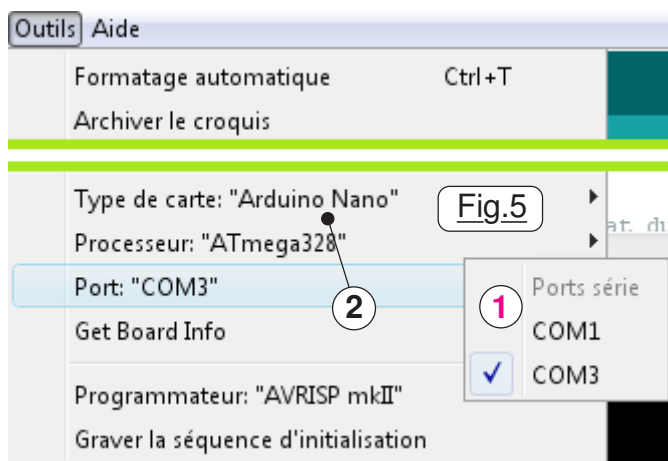 Outils Aide
Formatage automatique Ctrl+T
Archiver le croquis
Type de carte: "Arduino Nano"
Fig.5
Processeur: "ATmega328"
Port: "COM3"
2
1
Ports série
Get Board Info
COM1
COM3
Programmateur: "AVRISP mkII"
Graver la séquence d'initialisation